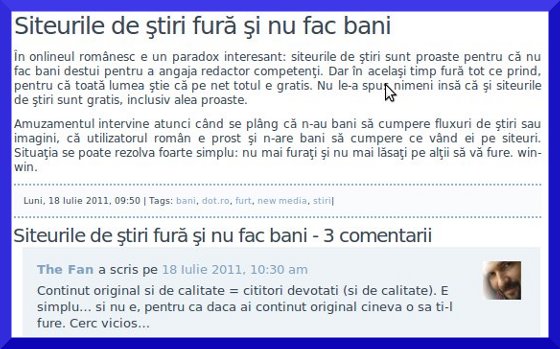 Siteurile de ştiri fură şi nu fac bani
În onlineul românesc e un paradox interesant: siteurile de ştiri sunt proaste pentru că nu
fac bani destui pentru a angaja redactor competenţi. Dar în acelaşi timp fură tot ce prind,
pentru că toată lumea ştie că pe net totul e gratis. Nu le-a spus nimeni insă că şi siteurile
de ştiri sunt gratis, inclusiv alea proaste.
Amuzamentul intervine atunci când se plâng că n-au bani să cumpere fluxuri de ştiri sau
imagini, că utilizatorul român e prost şi n-are bani să cumpere ce vând ei pe siteuri.
Situaţia se poate rezolva foarte simplu: nu mai furaţi şi nu mai lăsaţi pe alţii să vă fure. win-
win.
Luni, 18 Iulie 2011, 09:50 | Tags: bani, dot.ro, furt, new media, stiri|
Siteurile de ştiri fură şi nu fac bani - 3 comentarii
The Fan a scris pe 18 Iulie 2011, 10:30 am
Continut original si de calitate = cititori devotati (si de calitate). E
simplu... si nu e, pentru ca daca ai continut original cineva o sa ti-l
fure. Cerc vicios...